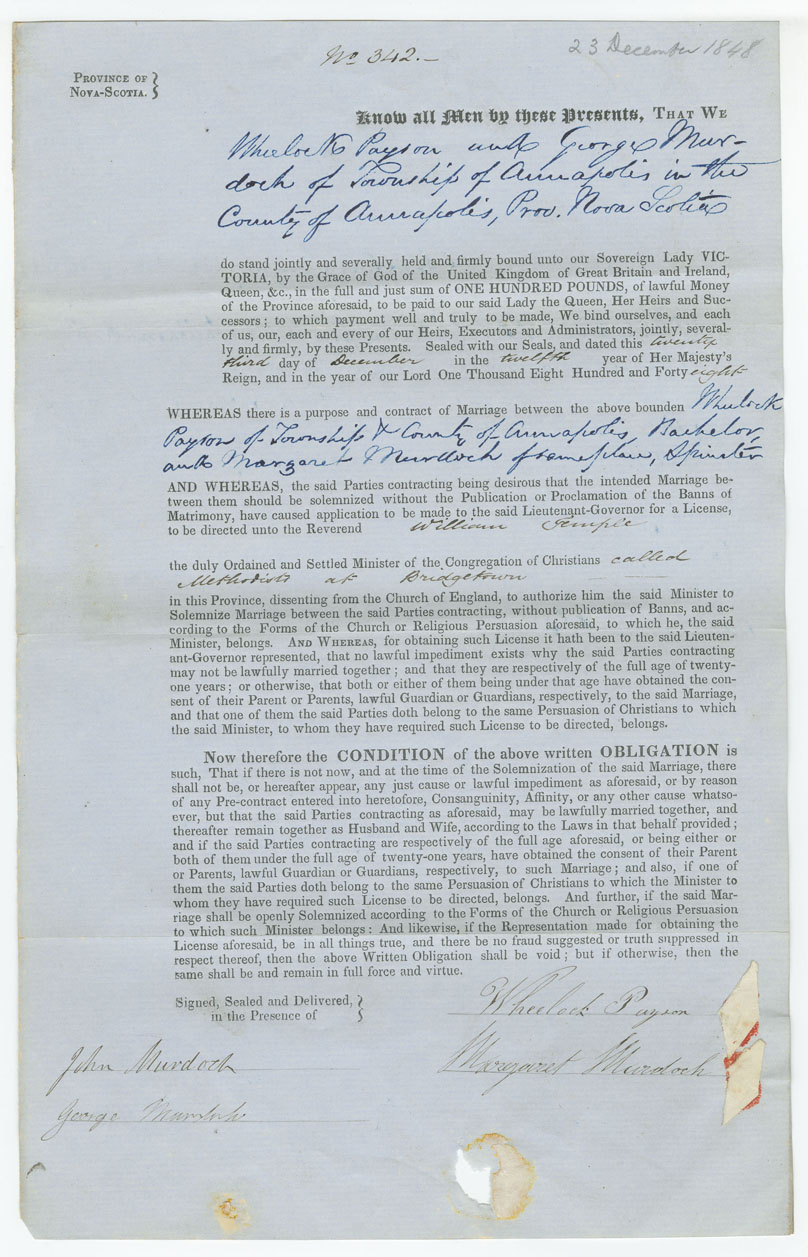 No 342.-
23 December 1848
PROVINCE OF
NOVA-SCOTIA.
Know all Men by these Presents, THAT WE
Wheelock Payson and George Mur-
doch of Township of Annapolis in the
County of Annapolis, Prov. Nova Scotia
do stand jointly and severally held and firmly bound unto our Sovereign Lady VIC-
TORIA, by the Grace of God of the United Kingdom of Great Britain and Ireland,
Queen, &c., in the full and just sum of ONE HUNDRED POUNDS, of lawful Money
of the Province aforesaid, to be paid to our said Lady the Queen, Her Heirs and Suc-
cessors; to which payment well and truly to be made, We bind ourselves, and each
of us, our, each and every of our Heirs, Executors and Administrators, jointly, several-
ly and firmly, by these Presents. Sealed with our Seals, and dated this twenty
third day of December in the twelfth year of Her Majesty's
Reign, and in the year of our Lord One Thousand Eight Hundred and Forty eight
WHEREAS there is a purpose and contract of Marriage between the above bounden Wheelock
Payson of Township & County of Annapolis, Bachelor,
and Margaret Murdoch of same place, Spinster
AND WHEREAS, the said Parties contracting being desirous that the intended Marriage be-
tween them should be solemnized without the Publication or Proclamation of the Banns of
Matrimony, have caused application to be made to the said Lieutenant-Governor for a License,
to be directed unto the Reverend William Temple
the duly Ordained and Settled Minister of the Congregation of Christians called
Methodists at Bridgetown
in this Province, dissenting from the Church of England, to authorize him the said Minister to
Solemnize Marriage between the said Parties contracting, without publication of Banns, and ac-
cording to the Forms of the Church or Religious Persuasion aforesaid, to which he, the said
Minister, belongs. AND WHEREAS, for obtaining such License it hath been to the said Lieuten-
ant-Governor represented, that no lawful impediment exists why the said Parties contracting
may not be lawfully married together; and that they are respectively of the full age of twenty-
one years; or otherwise, that both or either of them being under that age have obtained the con-
sent of their Parent or Parents, lawful Guardian or Guardians, respectively, to the said Marriage,
and that one of them the said Parties doth belong to the same Persuasion of Christians to which
the said Minister, to whom they have required such License to be directed, belongs.
Now therefore the CONDITION of the above written OBLIGATION is
such, That if there is not now, and at the time of the Solemnization of the said Marriage, there
shall not be, or hereafter appear, any just cause or lawful impediment as aforesaid, or by reason
of any Pre-contract entered into heretofore, Consanguinity, Affinity, or any other cause whatso-
ever, but that the said Parties contracting as aforesaid, may be lawfully married together, and
thereafter remain together as Husband and Wife, according to the Laws in that behalf provided;
and if the said Parties contracting are respectively of the full age aforesaid, or being either or
both of them under the full age of twenty-one years, have obtained the consent of their Parent
or Parents, lawful Guardian or Guardians, respectively, to such Marriage; and also, if one of
them the said Parties doth belong to the same Persuasion of Christians to which the Minister to
whom they have required such License to be directed, belongs. And further, if the said Mar-
riage shall be openly Solemnized according to the Forms of the Church or Religious Persuasion
to which such Minister belongs: And likewise, if the Representation made for obtaining the
License aforesaid, be in all things true, and there be no fraud suggested or truth suppressed in
respect thereof, then the above Written Obligation shall be void; but if otherwise, then the
same shall be and remain in full force and virtue.
Signed, Sealed and Delivered,
in the Presence of
Wheelock Payson
John Murdoch
Margaret Murdoch
George Murdoch